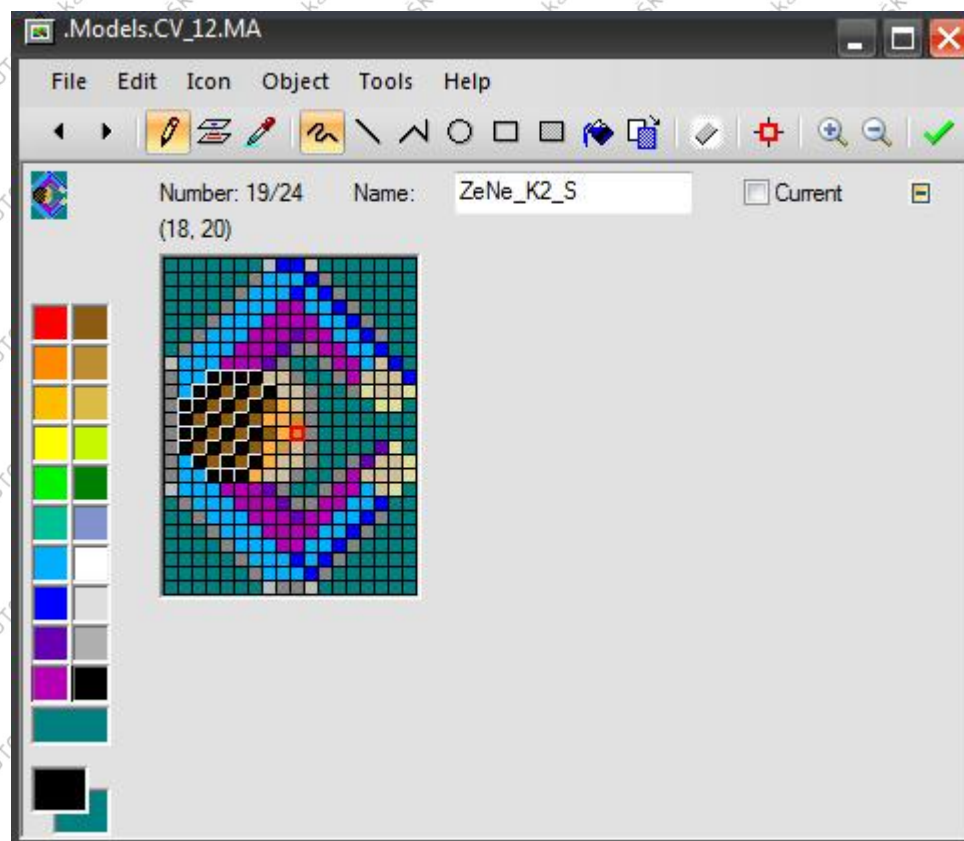 .Models.CV_12.MA
File Edit Icon Object Tools Help
Number: 19/24 Name: ZeNe_K2_S Current
(18, 20)